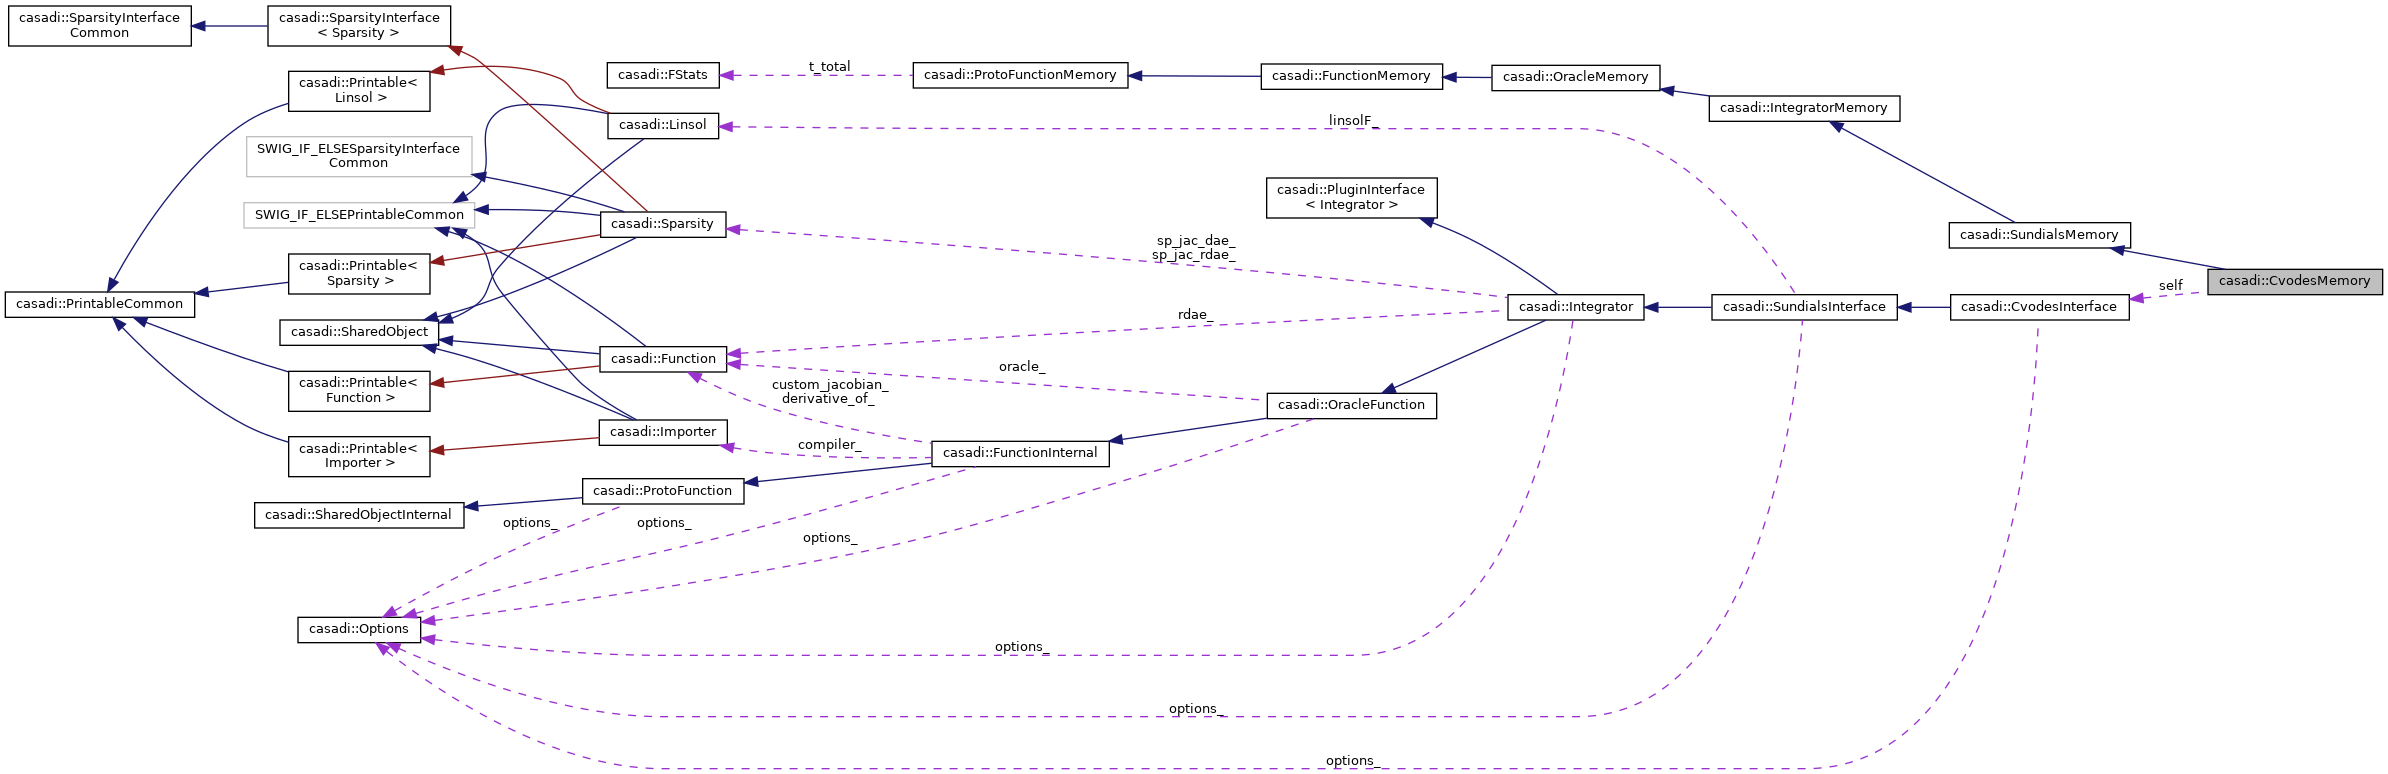 casadi::SparsityInterface
Common
casadi::SparsityInterface
< Sparsity >
casadi::Printable<
Linsol >
casadi::FStats
t_total
casadi::ProtoFunctionMemory
casadi::FunctionMemory
casadi::OracleMemory
casadi::IntegratorMemory
casadi::Linsol
linsolF_
SWIG_IF_ELSESparsityInterface
Common
casadi::PluginInterface
< Integrator >
SWIG_IF_ELSEPrintableCommon
casadi::Sparsity
sp_jac_dae_
sp_jac_rdae_
casadi::SundialsMemory
casadi::Printable<
Sparsity >
casadi::CvodesMemory
self
casadi::PrintableCommon
casadi::Integrator
casadi::SundialsInterface
casadi::CvodesInterface
rdae_
casadi::SharedObject
casadi::Function
oracle_
casadi::Printable<
Function >
custom_jacobian_
derivative_of_
casadi::OracleFunction
casadi::Importer
compiler_
casadi::Printable<
Importer >
casadi::FunctionInternal
casadi::ProtoFunction
casadi::SharedObjectInternal
options_
options_
options_
casadi::Options
options_
options_
options_